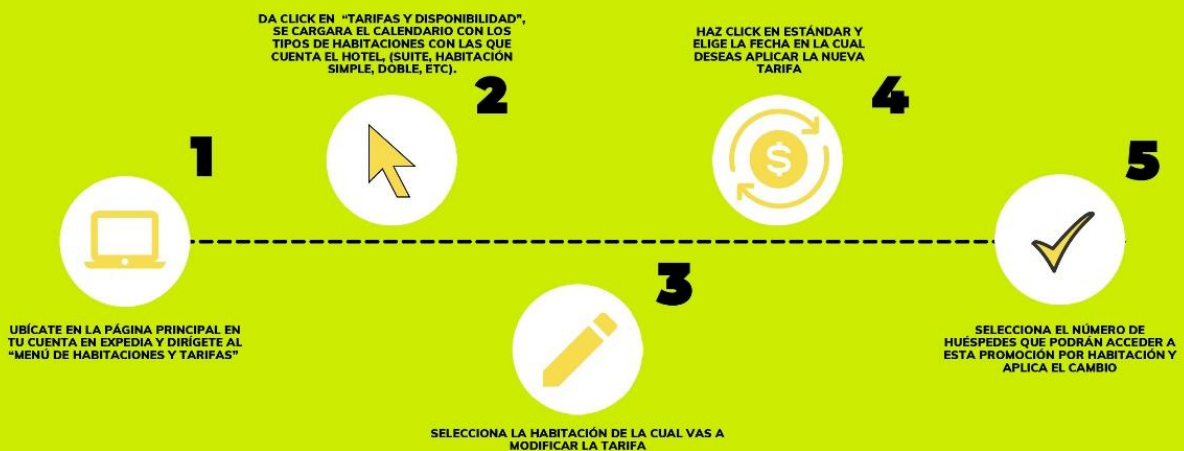 1
UBÍCATE EN LA PÁGINA PRINCIPAL EN
TU CUENTA EN EXPEDIA Y DIRÍGETE AL
“MENÚ DE HABITACIONES Y TARIFAS”
DA CLICK EN “TARIFAS Y DISPONIBILIDAD”,
SE CARGARA EL CALENDARIO CON LOS
TIPOS DE HABITACIONES CON LAS QUE
CUENTA EL HOTEL, (SUITE, HABITACIÓN
SIMPLE, DOBLE, ETC).
2
3
SELECCIONA LA HABITACIÓN DE LA CUAL VAS A
MODIFICAR LA TARIFA
HAZ CLICK EN ESTÁNDAR Y
ELIGE LA FECHA EN LA CUAL
DESEAS APLICAR LA NUEVA
TARIFA
4
$
5
SELECCIONA EL NÚMERO DE
HUÉSPEDES QUE PODRÁN ACCEDER A
ESTA PROMOCIÓN POR HABITACIÓN Y
APLICA EL CAMBIO